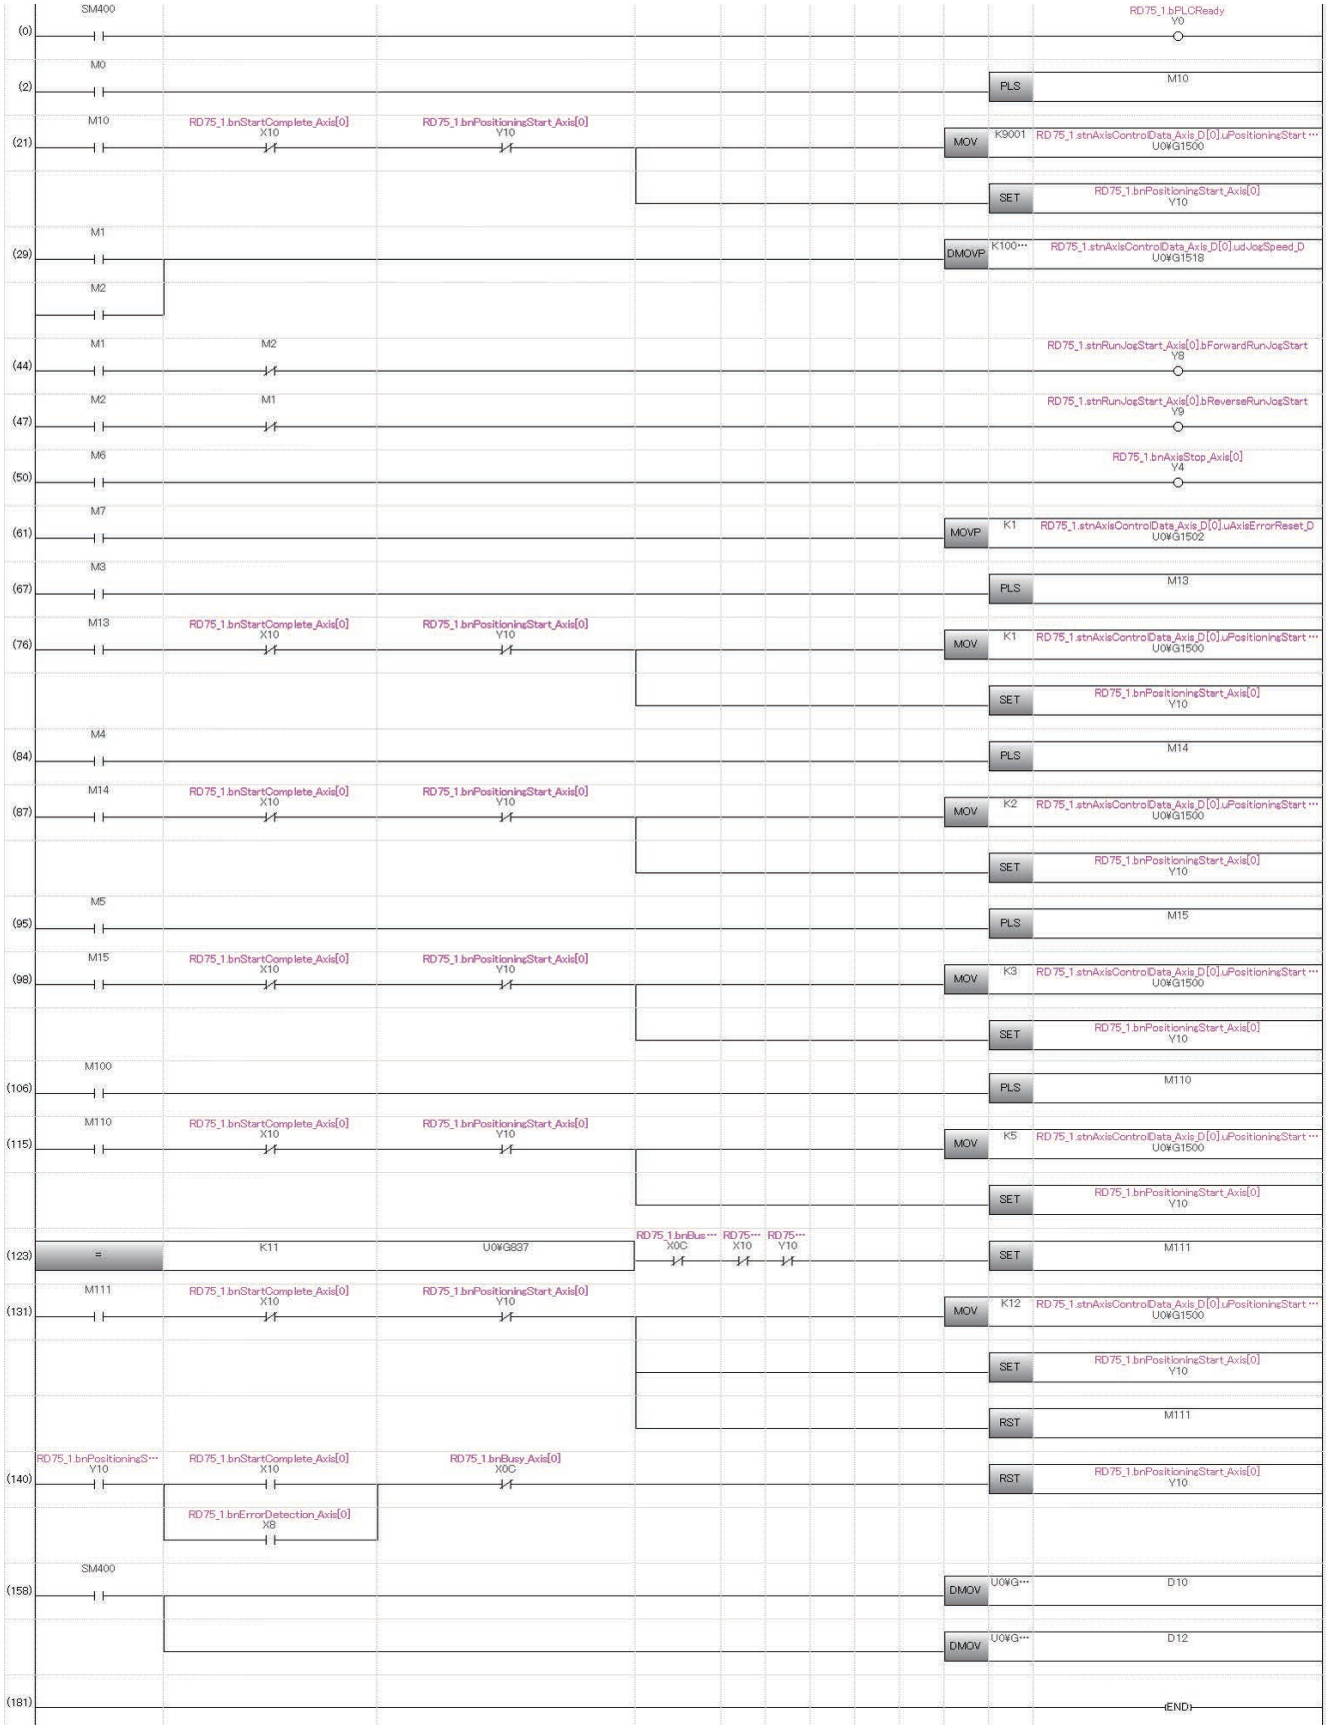 SM400
RD75_1.bPLCReady
Y0
(0)
M0
M10
(2)
PLS
M10
RD75_1.bnStartComplete_Axis[0]
X10
RD75_1.bnPositioningStart_Axis[0]
Y10
(21)
MOV
K9001
RD75_1.stnAxisControlData_Axis_D[0].uPositioningStart…
U0¥G1500
SET
RD75_1.bnPositioningStart_Axis[0]
Y10
M1
(29)
DMOVP
K100…
RD75_1.stnAxisControlData_Axis_D[0].udJogSpeed_D
U0¥G1518
M2
M1
M2
RD75_1.stnRunJogStart_Axis[0].bForwardRunJogStart
Y8
(44)
M2
M1
RD75_1.stnRunJogStart_Axis[0].bReverseRunJogStart
Y9
(47)
M6
RD75_1.bnAxisStop_Axis[0]
Y4
(50)
M7
(61)
MOVP
K1
RD75_1.stnAxisControlData_Axis_D[0].uAxisErrorReset_D
U0¥G1502
M3
(67)
PLS
M13
M13
RD75_1.bnStartComplete_Axis[0]
X10
RD75_1.bnPositioningStart_Axis[0]
Y10
(76)
MOV
K1
RD75_1.stnAxisControlData_Axis_D[0].uPositioningStart…
U0¥G1500
SET
RD75_1.bnPositioningStart_Axis[0]
Y10
M4
(84)
PLS
M14
M14
RD75_1.bnStartComplete_Axis[0]
X10
RD75_1.bnPositioningStart_Axis[0]
Y10
(87)
MOV
K2
RD75_1.stnAxisControlData_Axis_D[0].uPositioningStart…
U0¥G1500
SET
RD75_1.bnPositioningStart_Axis[0]
Y10
M5
(95)
PLS
M15
M15
RD75_1.bnStartComplete_Axis[0]
X10
RD75_1.bnPositioningStart_Axis[0]
Y10
(98)
MOV
K3
RD75_1.stnAxisControlData_Axis_D[0].uPositioningStart…
U0¥G1500
SET
RD75_1.bnPositioningStart_Axis[0]
Y10
M100
(106)
PLS
M110
M110
RD75_1.bnStartComplete_Axis[0]
X10
RD75_1.bnPositioningStart_Axis[0]
Y10
(115)
MOV
K5
RD75_1.stnAxisControlData_Axis_D[0].uPositioningStart…
U0¥G1500
SET
RD75_1.bnPositioningStart_Axis[0]
Y10
(123)
=
K11
U0¥G837
RD75_1.bnBus…
X0C
RD75…
X10
RD75…
Y10
SET
M111
M111
RD75_1.bnStartComplete_Axis[0]
X10
RD75_1.bnPositioningStart_Axis[0]
Y10
(131)
MOV
K12
RD75_1.stnAxisControlData_Axis_D[0].uPositioningStart…
U0¥G1500
SET
RD75_1.bnPositioningStart_Axis[0]
Y10
RST
M111
RD75_1.bnPositioningS…
Y10
RD75_1.bnStartComplete_Axis[0]
X10
RD75_1.bnBusy_Axis[0]
X0C
(140)
RST
RD75_1.bnPositioningStart_Axis[0]
Y10
RD75_1.bnErrorDetection_Axis[0]
X8
SM400
(158)
DMOV
U0¥G…
D10
DMOV
U0¥G…
D12
(181)
[END]